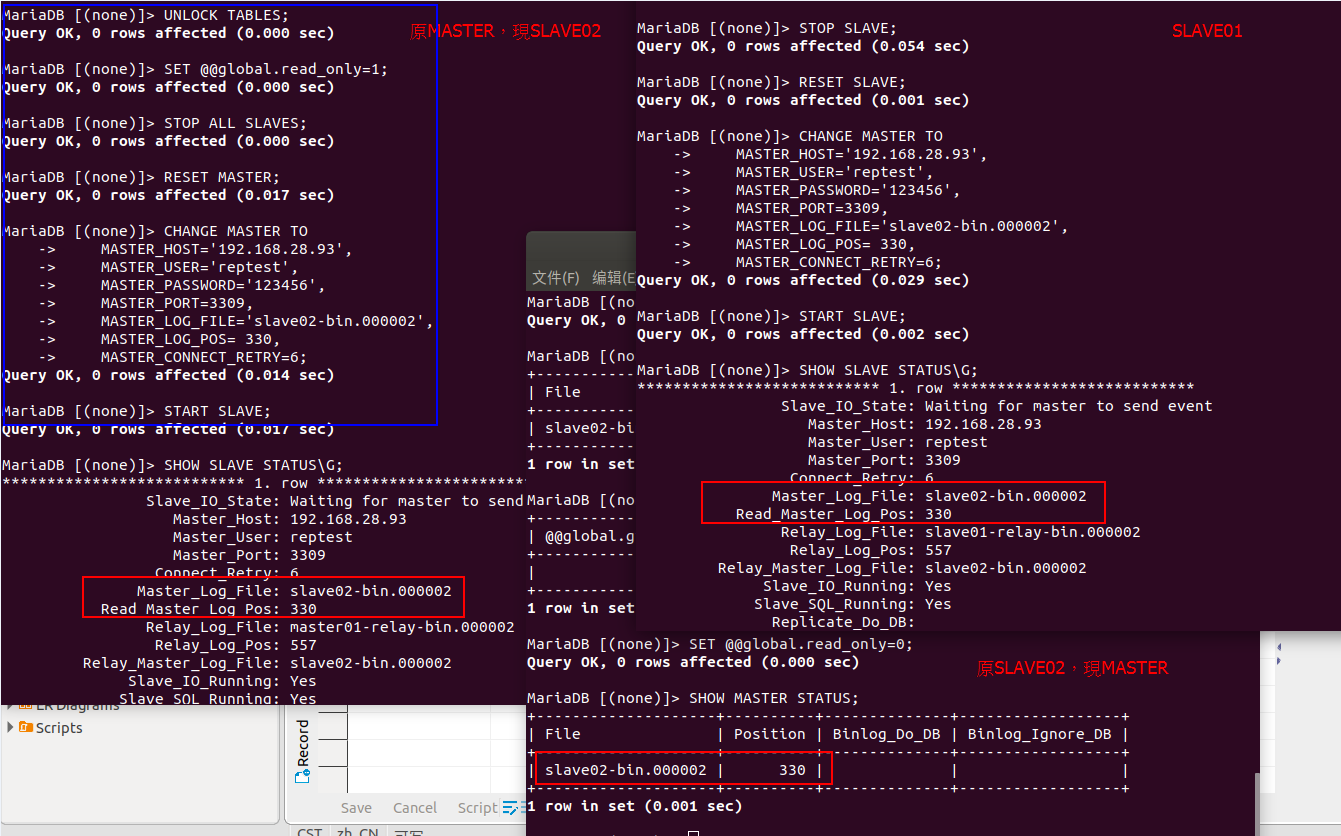 MariaDB [(none)]> UNLOCK TABLES;
Query OK, 0 rows affected (0.000 sec)
原MASTER，現SLAVE02
MariaDB [(none)]> SET @@global.read_only=1;
Query OK, 0 rows affected (0.000 sec)
MariaDB [(none)]> STOP ALL SLAVES;
Query OK, 0 rows affected (0.000 sec)
MariaDB [(none)]> RESET MASTER;
Query OK, 0 rows affected (0.017 sec)
MariaDB [(none)]> CHANGE MASTER TO
    ->     MASTER_HOST='192.168.28.93',
    ->     MASTER_USER='reptest',
    ->     MASTER_PASSWORD='123456',
    ->     MASTER_PORT=3309,
    ->     MASTER_LOG_FILE='slave02-bin.000002',
    ->     MASTER_LOG_POS= 330,
    ->     MASTER_CONNECT_RETRY=6;
Query OK, 0 rows affected (0.014 sec)
MariaDB [(none)]> START SLAVE;
Query OK, 0 rows affected (0.017 sec)
MariaDB [(none)]> SHOW SLAVE STATUS\G;
*************************** 1. row ***********************
Slave_IO_State: Waiting for master to send
Master_Host: 192.168.28.93
Master_User: reptest
Master_Port: 3309
Connect_Retry: 6
Master_Log_File: slave02-bin.000002
Read_Master_Log_Pos: 330
Relay_Log_File: master01-relay-bin.000002
Relay_Log_Pos: 557
Relay_Master_Log_File: slave02-bin.000002
Slave_IO_Running: Yes
Slave_SQL_Running: Yes
MariaDB [(none)]> STOP SLAVE;
SLAVE01
Query OK, 0 rows affected (0.054 sec)
MariaDB [(none)]> RESET SLAVE;
Query OK, 0 rows affected (0.001 sec)
MariaDB [(none)]> CHANGE MASTER TO
    ->     MASTER_HOST='192.168.28.93',
    ->     MASTER_USER='reptest',
    ->     MASTER_PASSWORD='123456',
    ->     MASTER_PORT=3309,
    ->     MASTER_LOG_FILE='slave02-bin.000002',
    ->     MASTER_LOG_POS= 330,
    ->     MASTER_CONNECT_RETRY=6;
Query OK, 0 rows affected (0.029 sec)
MariaDB [(none)]> START SLAVE;
Query OK, 0 rows affected (0.002 sec)
MariaDB [(none)]> SHOW SLAVE STATUS\G;
*************************** 1. row ***************************
Slave_IO_State: Waiting for master to send event
Master_Host: 192.168.28.93
Master_User: reptest
Master_Port: 3309
Connect_Retry: 6
Master_Log_File: slave02-bin.000002
Read_Master_Log_Pos: 330
Relay_Log_File: slave01-relay-bin.000002
Relay_Log_Pos: 557
Relay_Master_Log_File: slave02-bin.000002
Slave_IO_Running: Yes
Slave_SQL_Running: Yes
Replicate_Do_DB:
文件(F) 编辑(E
MariaDB [(no
Query OK, 0
MariaDB [(no
+-----------
| File
+-----------
| slave02-bi
+-----------
1 row in set
MariaDB [(no
+-----------
| @@global.g
+-----------
|
+-----------
1 row in set
MariaDB [(none)]> SET @@global.read_only=0;
Query OK, 0 rows affected (0.000 sec)
原SLAVE02，現MASTER
MariaDB [(none)]> SHOW MASTER STATUS;
+--------------------+----------+--------------+------------------+
| File               | Position | Binlog_Do_DB | Binlog_Ignore_DB |
+--------------------+----------+--------------+------------------+
| slave02-bin.000002 |      330 |              |                  |
+--------------------+----------+--------------+------------------+
1 row in set (0.001 sec)
ER Diagrams
Scripts
Record
Save Cancel Script
CST zh_CN 可写